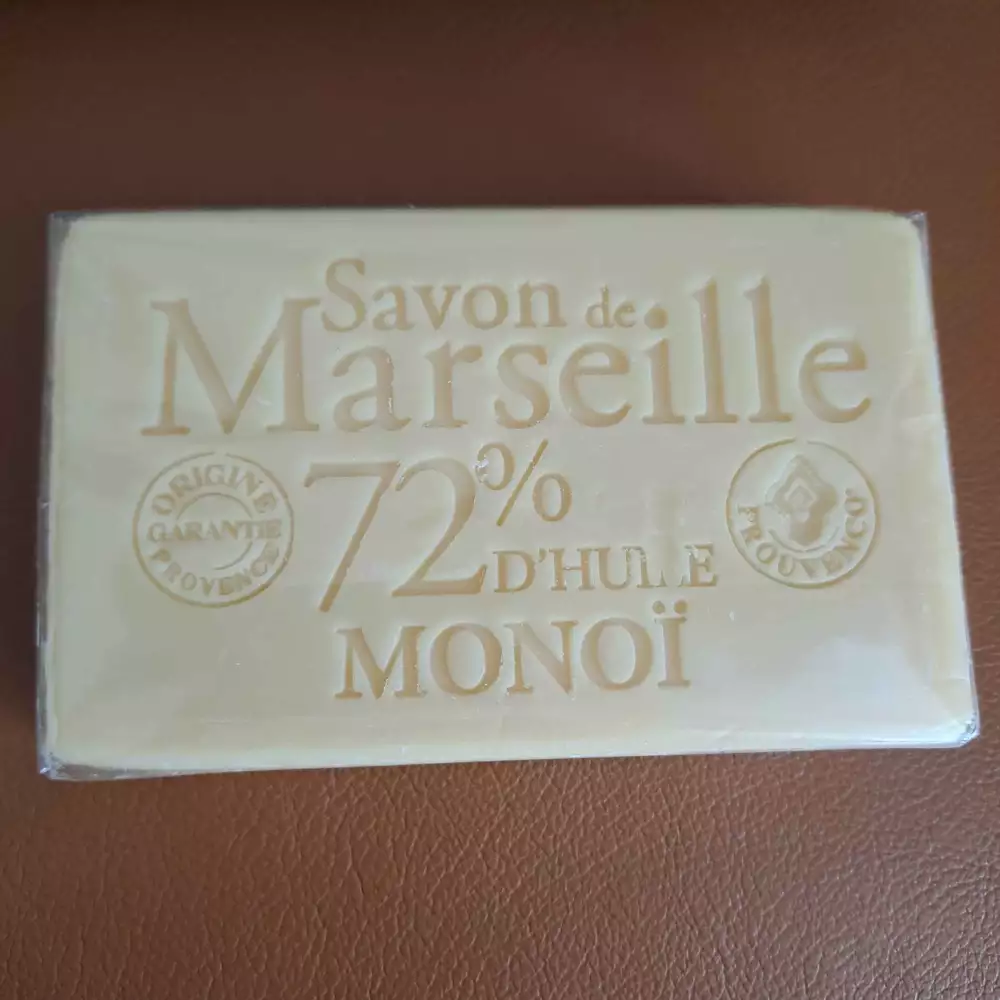 Savon de
Marseille
72%
D'HUILE
MONOÏ
ORIGINE
GARANTIE
PROVENCE
PROUVENÇO